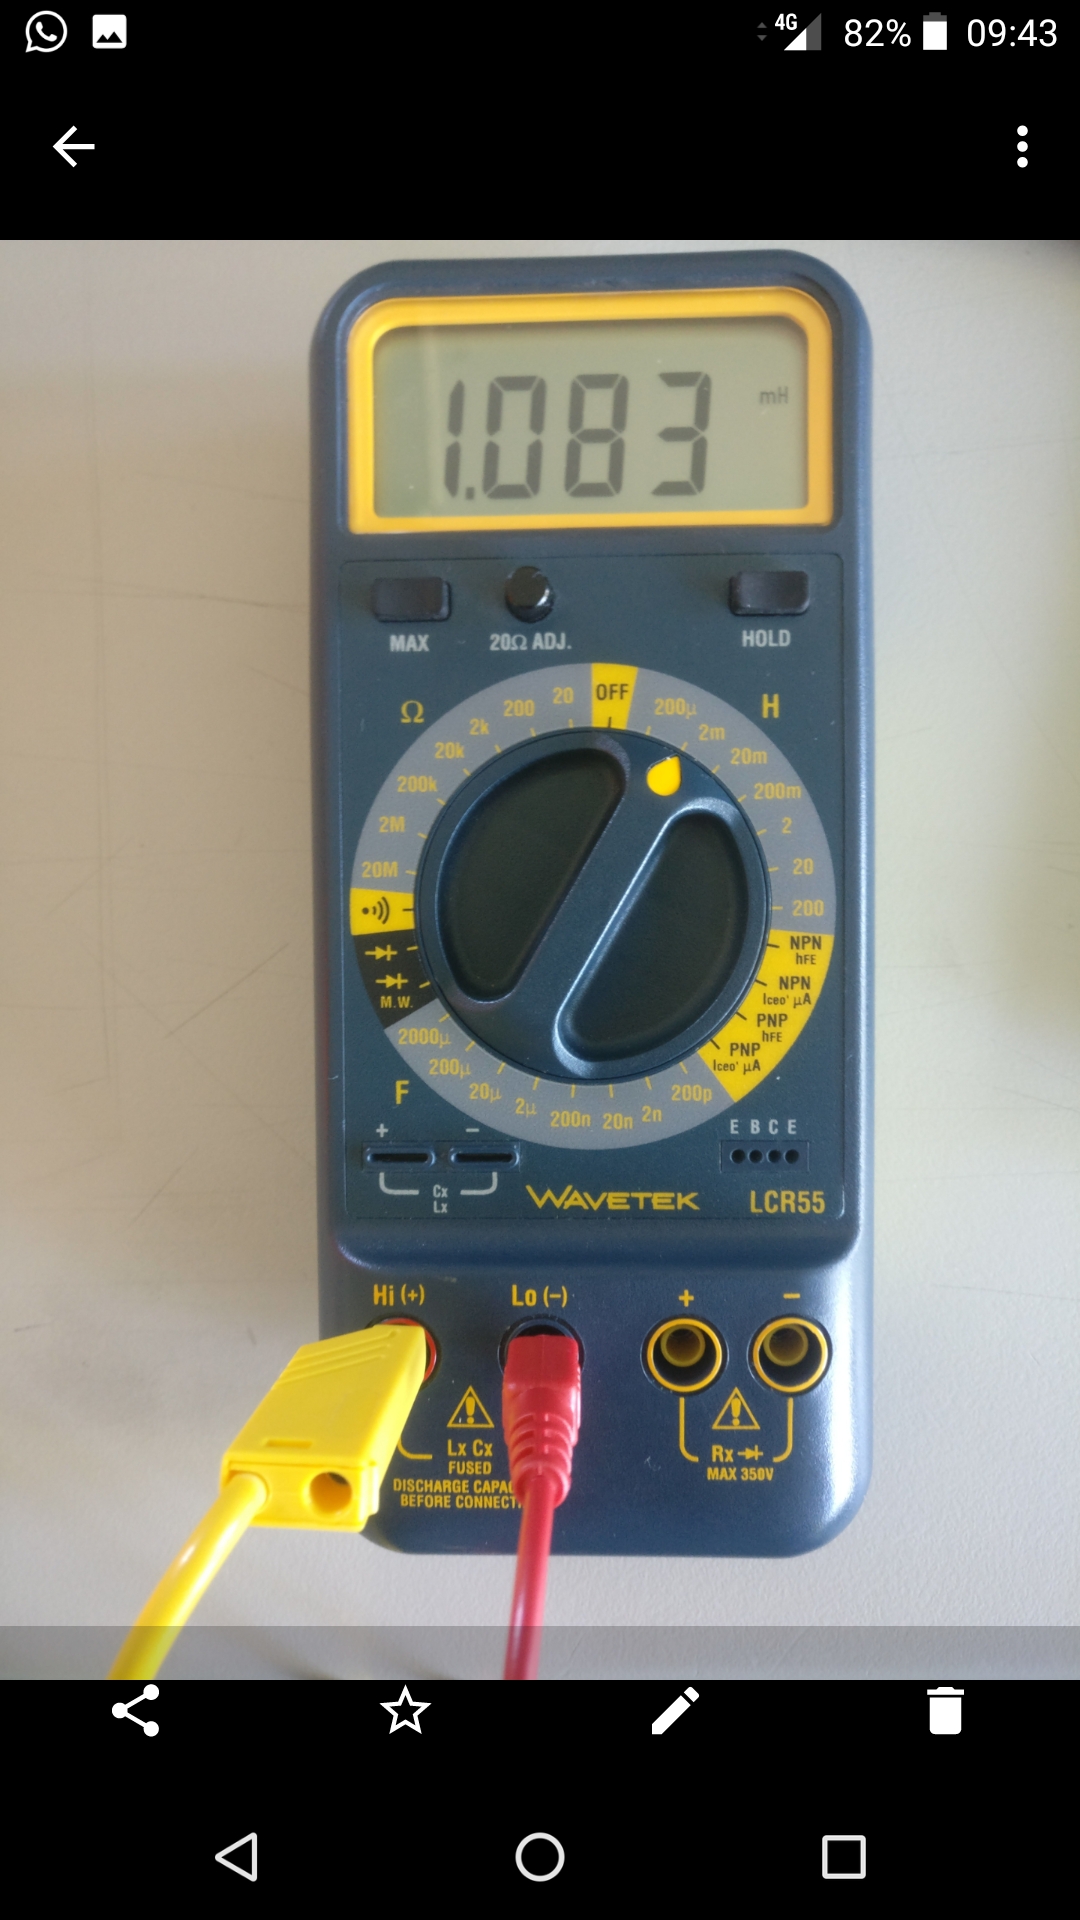 4G 82% 09:43
1.083 mH
MAX 20Ω ADJ. HOLD
Ω OFF H
20
200
2k
20k
200k
2M
20M
M.W.
200μ
2m
20m
200m
2
20
200
NPN
hFE
NPN
Iceo' μA
PNP
hFE
PNP
Iceo' μA
F
2000μ
200μ
20μ
2μ
200n
20n
2n
200p
+ −
Cx
Lx
E B C E
WAVETEK LCR55
Hi (+) Lo (−) + −
Lx Cx
FUSED
DISCHARGE
BEFORE
Rx
MAX 350V